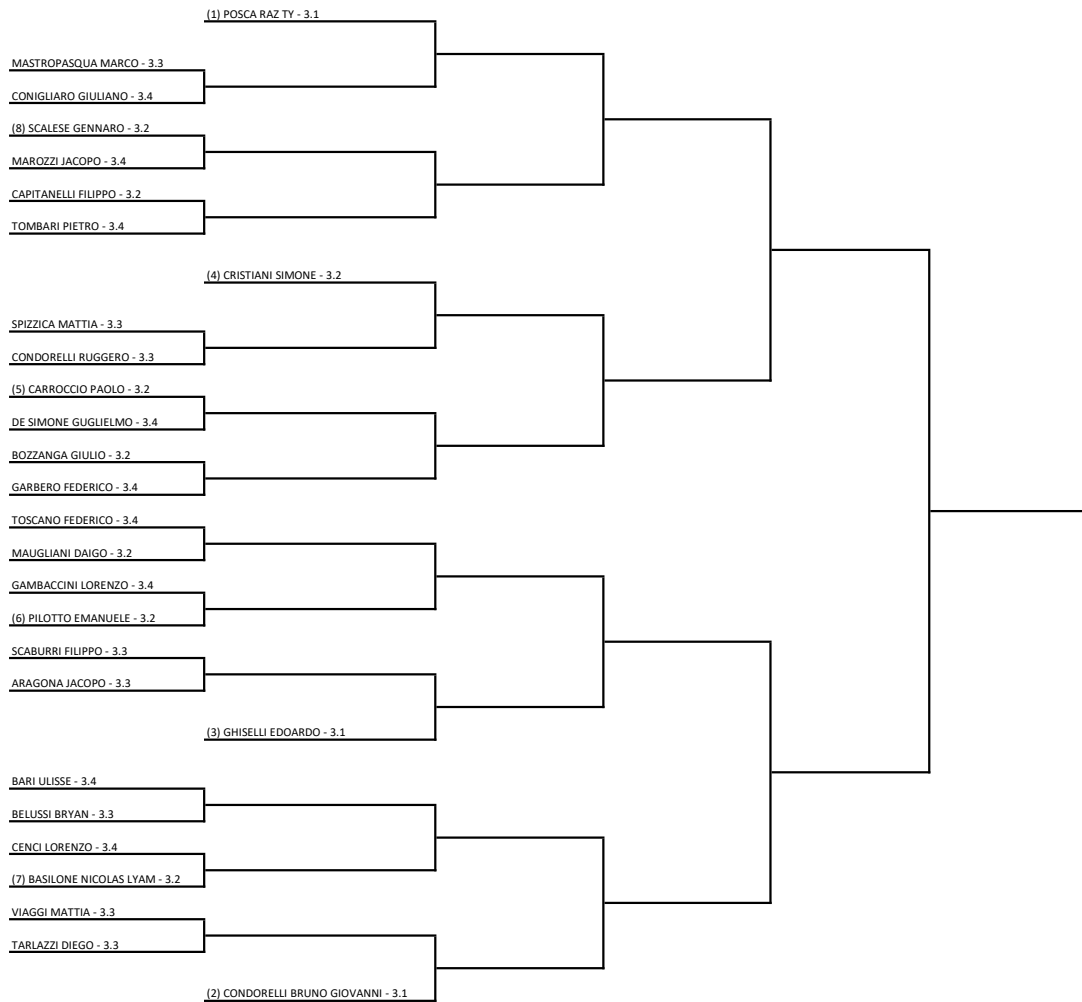 (1) POSCA RAZ TY - 3.1
MASTROPASQUA MARCO - 3.3
CONIGLIARO GIULIANO - 3.4
(8) SCALESE GENNARO - 3.2
MAROZZI JACOPO - 3.4
CAPITANELLI FILIPPO - 3.2
TOMBARI PIETRO - 3.4
(4) CRISTIANI SIMONE - 3.2
SPIZZICA MATTIA - 3.3
CONDORELLI RUGGERO - 3.3
(5) CARROCCIO PAOLO - 3.2
DE SIMONE GUGLIELMO - 3.4
BOZZANGA GIULIO - 3.2
GARBERO FEDERICO - 3.4
TOSCANO FEDERICO - 3.4
MAUGLIANI DAIGO - 3.2
GAMBACCINI LORENZO - 3.4
(6) PILOTTO EMANUELE - 3.2
SCABURRI FILIPPO - 3.3
ARAGONA JACOPO - 3.3
(3) GHISELLI EDOARDO - 3.1
BARI ULISSE - 3.4
BELUSSI BRYAN - 3.3
CENCI LORENZO - 3.4
(7) BASILONE NICOLAS LYAM - 3.2
VIAGGI MATTIA - 3.3
TARLAZZI DIEGO - 3.3
(2) CONDORELLI BRUNO GIOVANNI - 3.1